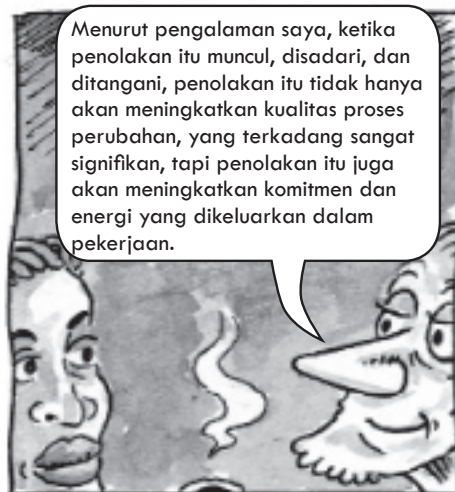 Menurut pengalaman saya, ketika
penolakan itu muncul, disadari, dan
ditangani, penolakan itu tidak hanya
akan meningkatkan kualitas proses
perubahan, yang terkadang sangat
signifikan, tapi penolakan itu juga
akan meningkatkan komitmen dan
energi yang dikeluarkan dalam
pekerjaan.